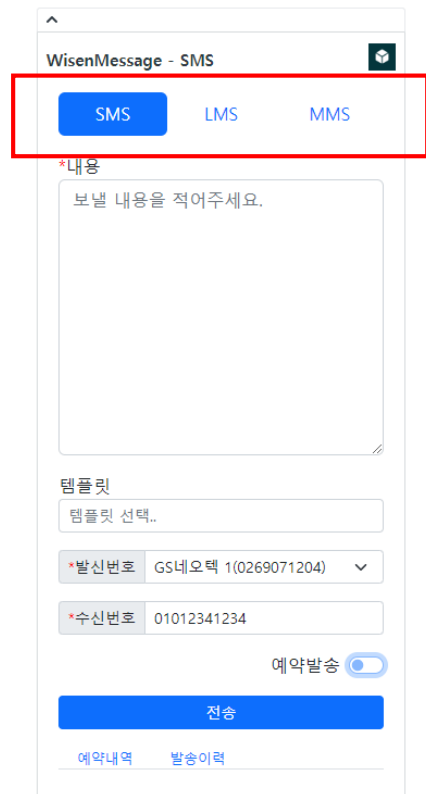 WisenMessage - SMS
SMS LMS MMS
*내용
보낼 내용을 적어주세요.
템플릿
템플릿 선택..
*발신번호 GS네오텍 1(0269071204)
*수신번호 01012341234
예약발송
전송
예약내역 발송이력